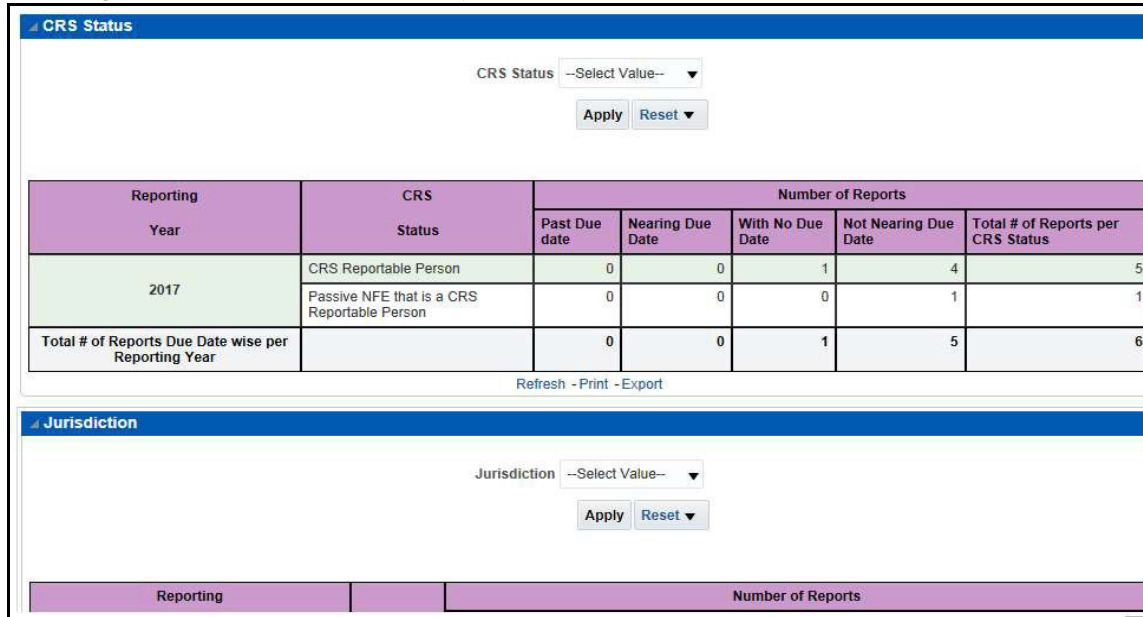 CRS Status
CRS Status --Select Value--
Apply Reset
Reporting Year CRS Status Number of Reports
Past Due date Nearing Due Date With No Due Date Not Nearing Due Date Total # of Reports per CRS Status
2017 CRS Reportable Person 0 0 1 4 5
Passive NFE that is a CRS Reportable Person 0 0 0 1 1
Total # of Reports Due Date wise per Reporting Year 0 0 1 5 6
Refresh - Print - Export
Jurisdiction
Jurisdiction --Select Value--
Apply Reset
Reporting Number of Reports